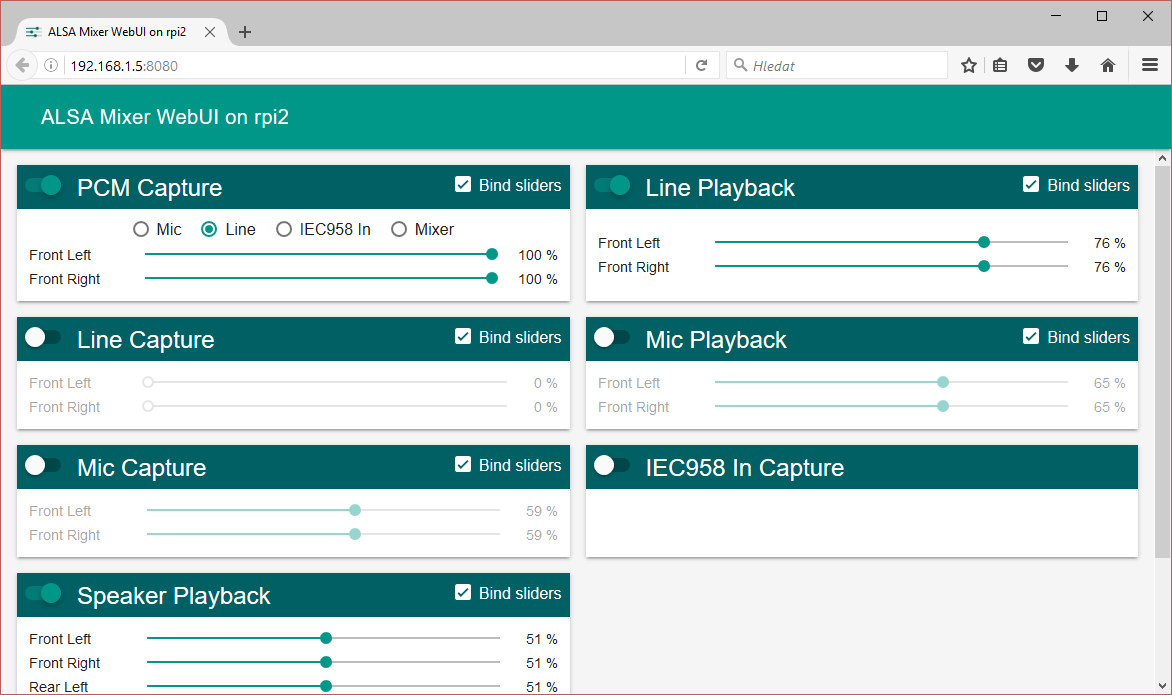 ALSA Mixer WebUI on rpi2
192.168.1.5:8080
Hledat
ALSA Mixer WebUI on rpi2
PCM Capture Bind sliders
Mic Line IEC958 In Mixer
Front Left 100 %
Front Right 100 %
Line Playback Bind sliders
Front Left 76 %
Front Right 76 %
Line Capture Bind sliders
Front Left 0 %
Front Right 0 %
Mic Playback Bind sliders
Front Left 65 %
Front Right 65 %
Mic Capture Bind sliders
Front Left 59 %
Front Right 59 %
IEC958 In Capture
Speaker Playback Bind sliders
Front Left 51 %
Front Right 51 %
Rear Left 51 %